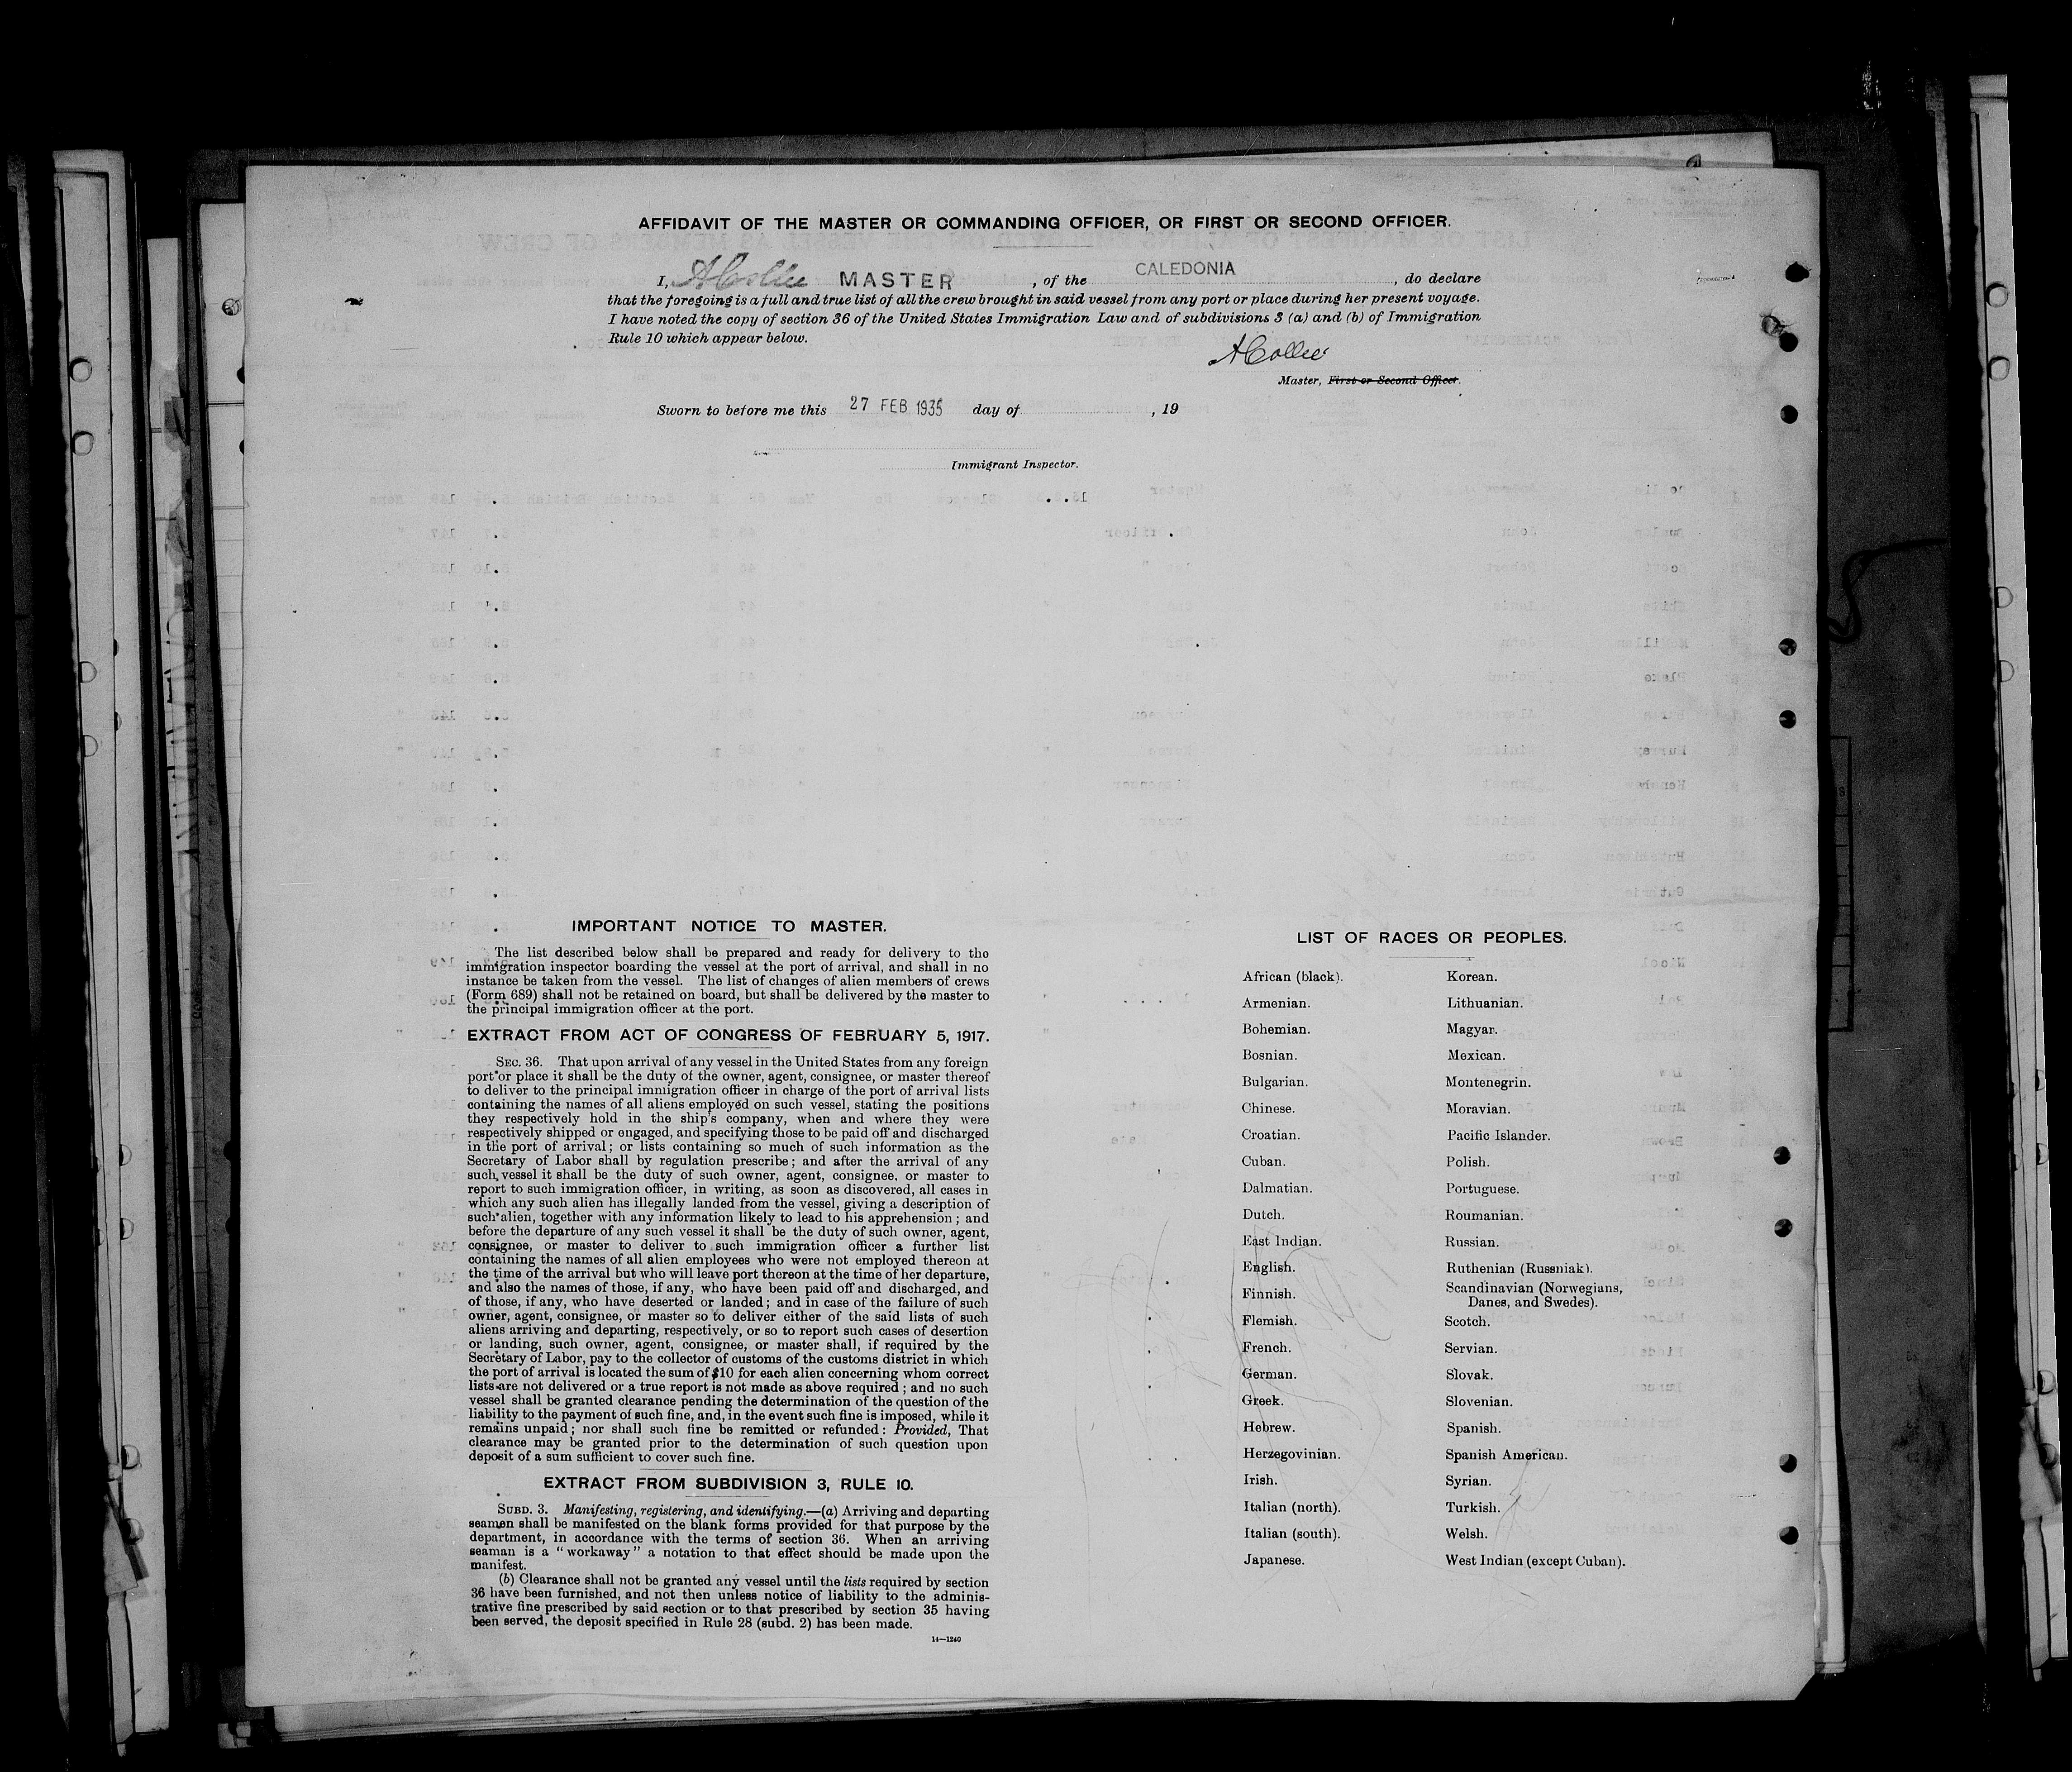 AFFIDAVIT OF THE MASTER OR COMMANDING OFFICER, OR FIRST OR SECOND OFFICER.
I, A Collie MASTER , of the CALEDONIA , do declare
that the foregoing is a full and true list of all the crew brought in said vessel from any port or place during her present voyage.
I have noted the copy of section 36 of the United States Immigration Law and of subdivisions 3 (a) and (b) of Immigration
Rule 10 which appear below.
A Collie
Master, First or Second Officer.
Sworn to before me this 27 FEB 1935 day of , 19
Immigrant Inspector.
IMPORTANT NOTICE TO MASTER.
The list described below shall be prepared and ready for delivery to the
immigration inspector boarding the vessel at the port of arrival, and shall in no
instance be taken from the vessel. The list of changes of alien members of crews
(Form 689) shall not be retained on board, but shall be delivered by the master to
the principal immigration officer at the port.
EXTRACT FROM ACT OF CONGRESS OF FEBRUARY 5, 1917.
SEC. 36. That upon arrival of any vessel in the United States from any foreign
port or place it shall be the duty of the owner, agent, consignee, or master thereof
to deliver to the principal immigration officer in charge of the port of arrival lists
containing the names of all aliens employed on such vessel, stating the positions
they respectively hold in the ship's company, when and where they were
respectively shipped or engaged, and specifying those to be paid off and discharged
in the port of arrival; or lists containing so much of such information as the
Secretary of Labor shall by regulation prescribe; and after the arrival of any
such vessel it shall be the duty of such owner, agent, consignee, or master to
report to such immigration officer, in writing, as soon as discovered, all cases in
which any such alien has illegally landed from the vessel, giving a description of
such alien, together with any information likely to lead to his apprehension; and
before the departure of any such vessel it shall be the duty of such owner, agent,
consignee, or master to deliver to such immigration officer a further list
containing the names of all alien employees who were not employed thereon at
the time of the arrival but who will leave port thereon at the time of her departure,
and also the names of those, if any, who have been paid off and discharged, and
of those, if any, who have deserted or landed; and in case of the failure of such
owner, agent, consignee, or master so to deliver either of the said lists of such
aliens arriving and departing, respectively, or so to report such cases of desertion
or landing, such owner, agent, consignee, or master shall, if required by the
Secretary of Labor, pay to the collector of customs of the customs district in which
the port of arrival is located the sum of $10 for each alien concerning whom correct
lists are not delivered or a true report is not made as above required; and no such
vessel shall be granted clearance pending the determination of the question of the
liability to the payment of such fine, and, in the event such fine is imposed, while it
remains unpaid; nor shall such fine be remitted or refunded: Provided, That
clearance may be granted prior to the determination of such question upon
deposit of a sum sufficient to cover such fine.
EXTRACT FROM SUBDIVISION 3, RULE 10.
SUBD. 3. Manifesting, registering, and identifying.—(a) Arriving and departing
seamen shall be manifested on the blank forms provided for that purpose by the
department, in accordance with the terms of section 36. When an arriving
seaman is a "workaway" a notation to that effect should be made upon the
manifest.
(b) Clearance shall not be granted any vessel until the lists required by section
36 have been furnished, and not then unless notice of liability to the adminis-
trative fine prescribed by said section or to that prescribed by section 35 having
been served, the deposit specified in Rule 28 (subd. 2) has been made.
14—1240
LIST OF RACES OR PEOPLES.
African (black).
Armenian.
Bohemian.
Bosnian.
Bulgarian.
Chinese.
Croatian.
Cuban.
Dalmatian.
Dutch.
East Indian.
English.
Finnish.
Flemish.
French.
German.
Greek.
Hebrew.
Herzegovinian.
Irish.
Italian (north).
Italian (south).
Japanese.
Korean.
Lithuanian.
Magyar.
Mexican.
Montenegrin.
Moravian.
Pacific Islander.
Polish.
Portuguese.
Roumanian.
Russian.
Ruthenian (Russniak).
Scandinavian (Norwegians,
Danes, and Swedes).
Scotch.
Servian.
Slovak.
Slovenian.
Spanish.
Spanish American.
Syrian.
Turkish.
Welsh.
West Indian (except Cuban).